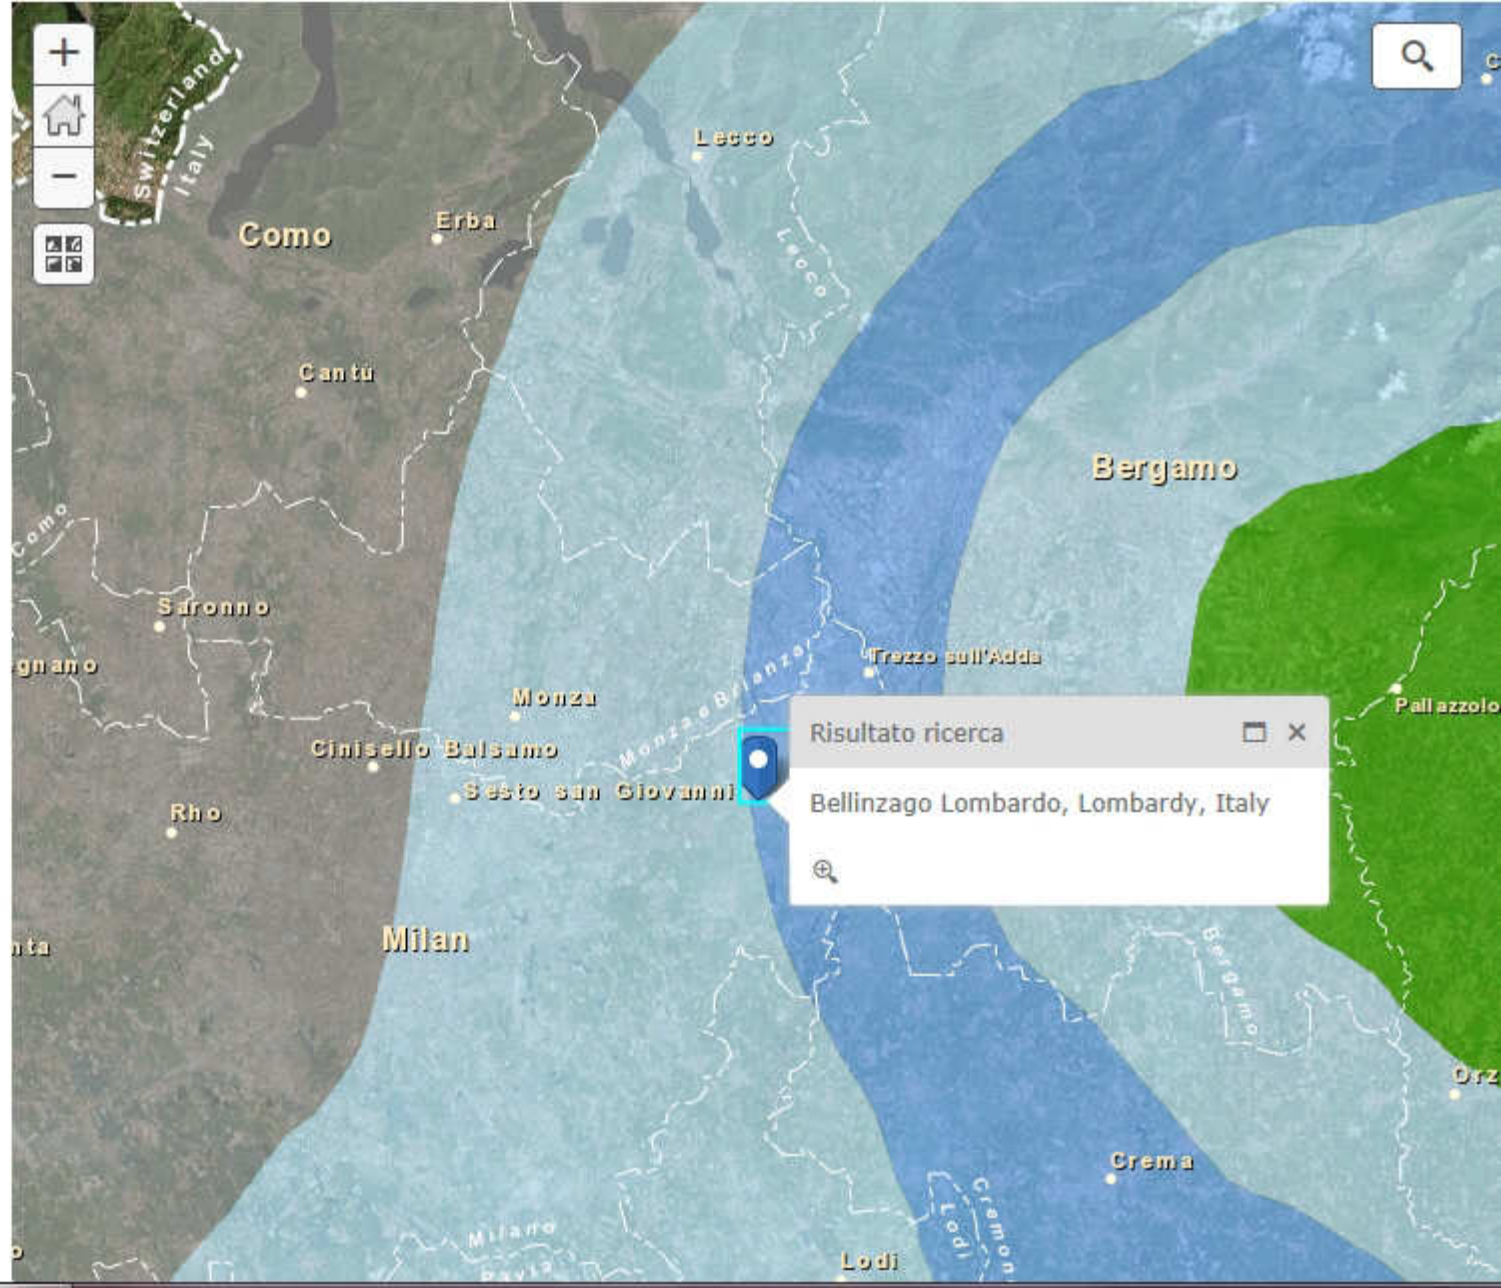 Switzerland
Italy
C
Lecco
Como
Erba
Lecco
Cantù
Bergamo
Como
Saronno
gnano
Trezzo sull'Adda
Monza
Monza e Brianza
Pallazzolo
Cinisello Balsamo
Risultato ricerca
Sesto san Giovanni
Bellinzago Lombardo, Lombardy, Italy
Rho
Milan
nta
Bergamo
Orz
Crema
Cramon
Lodi
Milano
Pavia
Lodi
o